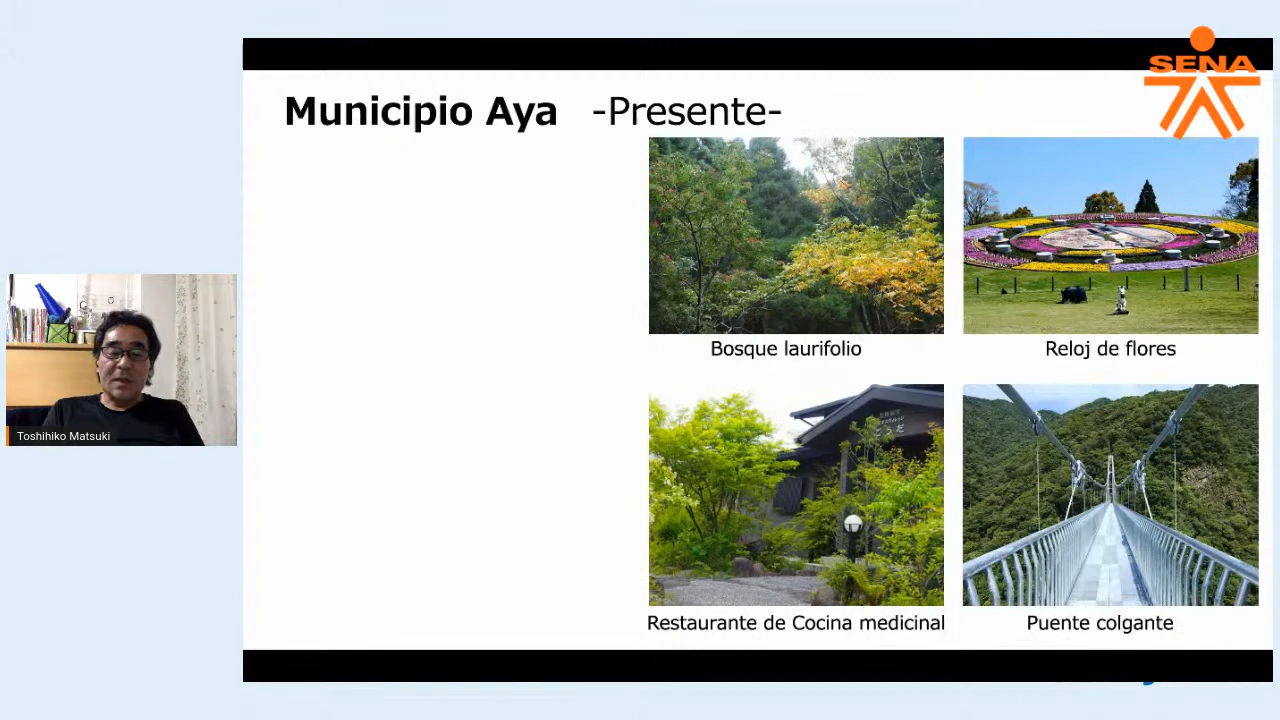 SENA
Municipio Aya -Presente-
Bosque laurifolio
Reloj de flores
Toshihiko Matsuki
Restaurante de Cocina medicinal
Puente colgante